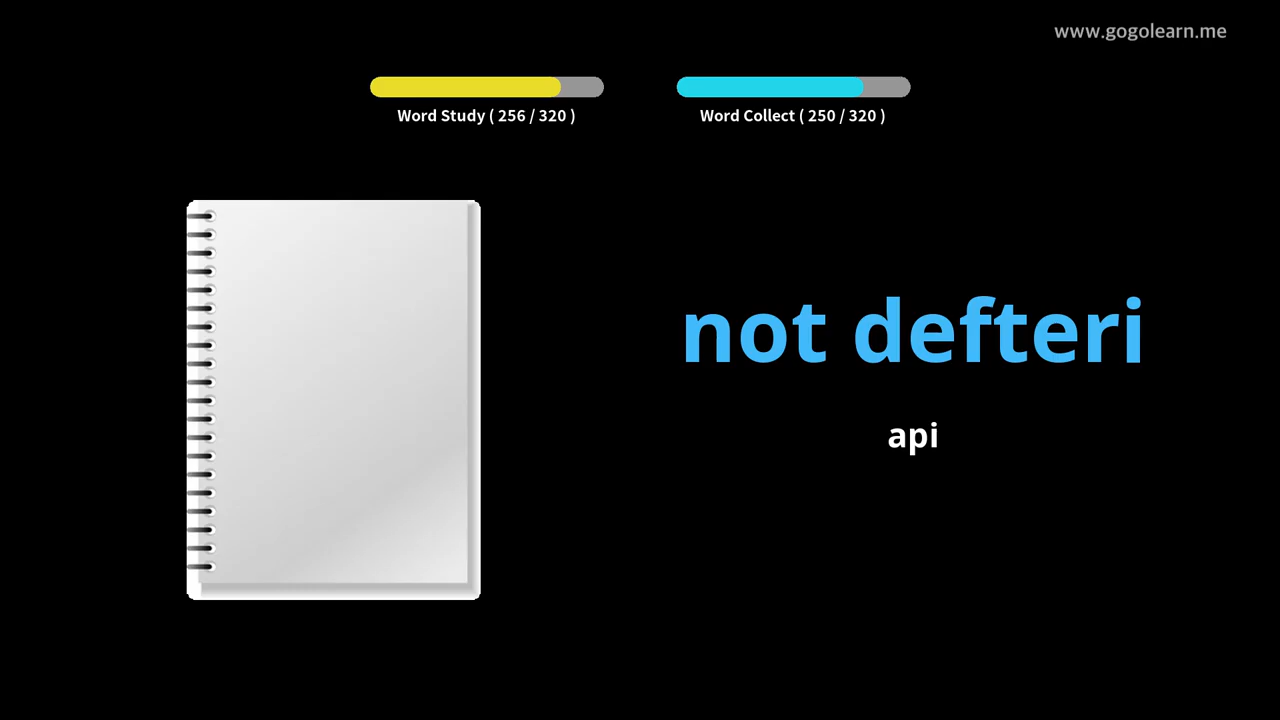 www.gogolearn.me
Word Study ( 256 / 320 )
Word Collect ( 250 / 320 )
not defteri
api